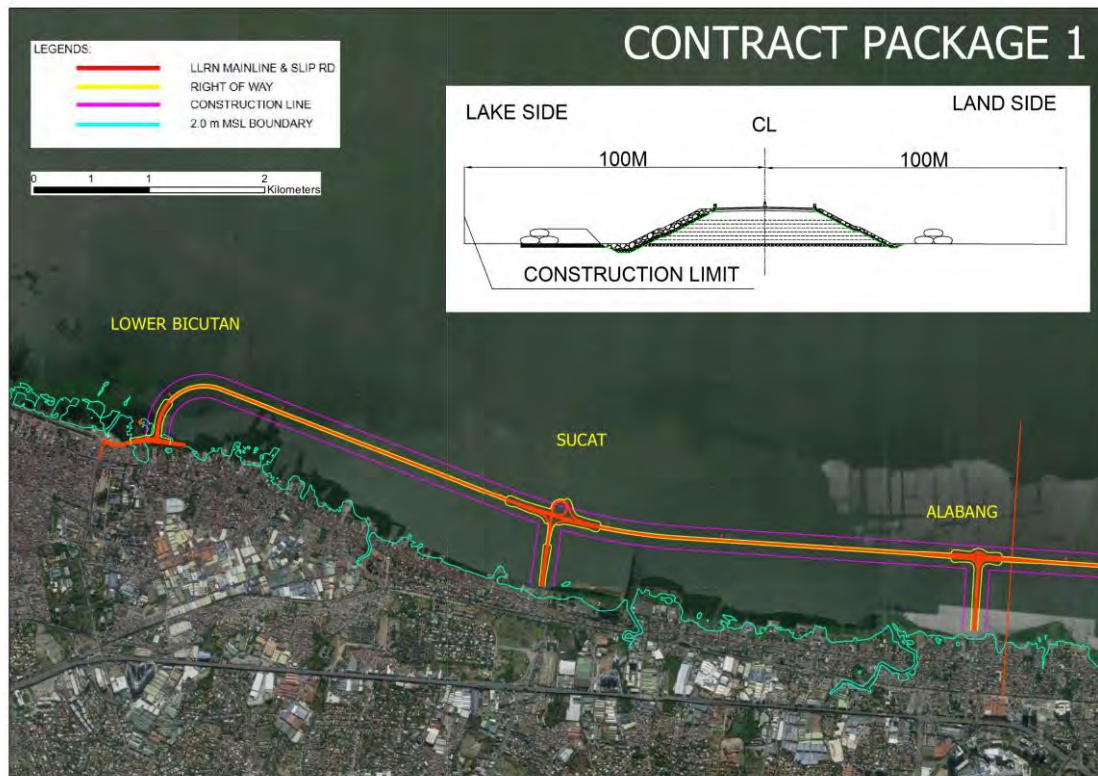 CONTRACT PACKAGE 1
LEGENDS:
LLRN MAINLINE & SLIP RD
RIGHT OF WAY
CONSTRUCTION LINE
2.0 m MSL BOUNDARY
0 1 1 2
Kilometers
LAKE SIDE
LAND SIDE
CL
100M 100M
CONSTRUCTION LIMIT
LOWER BICUTAN
SUCAT
ALABANG